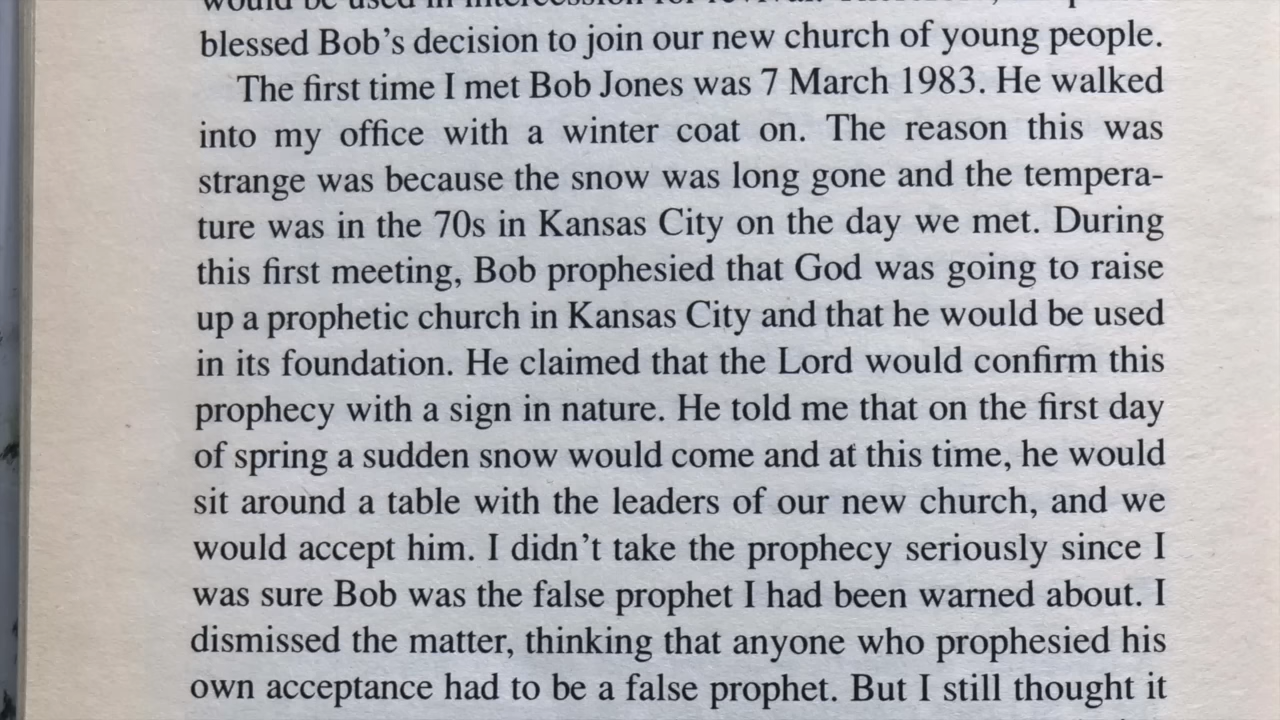 blessed Bob’s decision to join our new church of young people.
The first time I met Bob Jones was 7 March 1983. He walked
into my office with a winter coat on. The reason this was
strange was because the snow was long gone and the tempera-
ture was in the 70s in Kansas City on the day we met. During
this first meeting, Bob prophesied that God was going to raise
up a prophetic church in Kansas City and that he would be used
in its foundation. He claimed that the Lord would confirm this
prophecy with a sign in nature. He told me that on the first day
of spring a sudden snow would come and at this time, he would
sit around a table with the leaders of our new church, and we
would accept him. I didn’t take the prophecy seriously since I
was sure Bob was the false prophet I had been warned about. I
dismissed the matter, thinking that anyone who prophesied his
own acceptance had to be a false prophet. But I still thought it